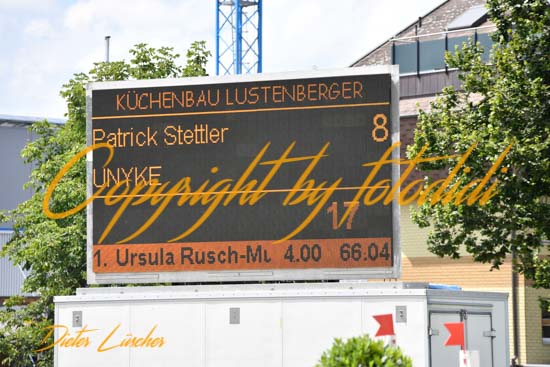 KÜCHENBAU LUSTENBERGER
Patrick Stettler 8
UNYKE
17
1. Ursula Rusch-Mu 4.00 66.04
Copyright by fotodidi
Dieter Lüscher